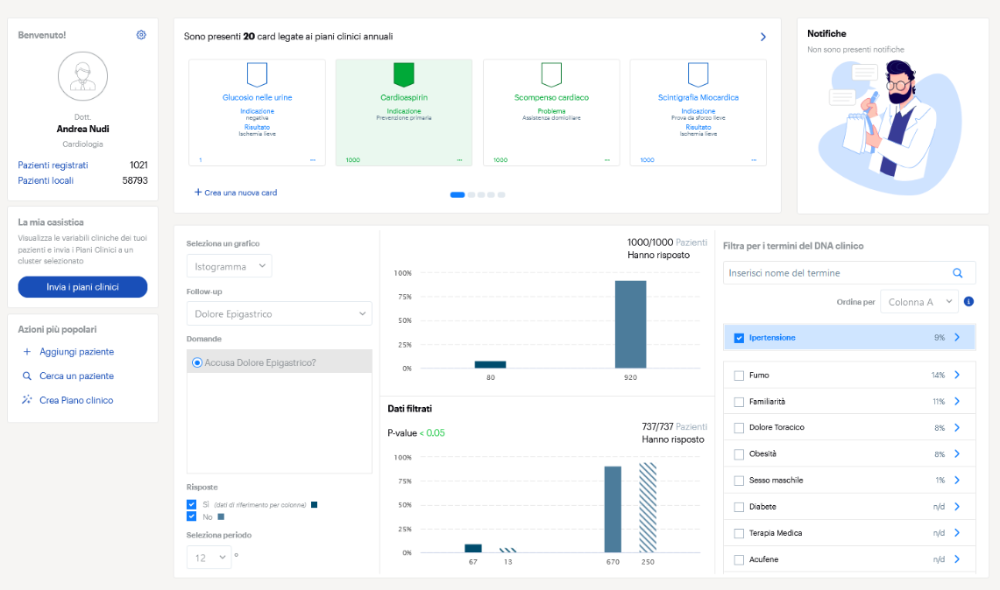 Benvenuto!
Dott.
Andrea Nudi
Cardiologia
Pazienti registrati 1021
Pazienti locali 58793
La mia casistica
Visualizza le variabili cliniche dei tuoi
pazienti e invia i Piani Clinici a un
cluster selezionato
Invia i piani clinici
Azioni più popolari
+ Aggiungi paziente
Cerca un paziente
Crea Piano clinico
Sono presenti 20 card legate ai piani clinici annuali
Glucosio nelle urine
Indicazione
negativa
Risultato
Ischemia lieve
1 ...
Cardioaspirin
Indicazione
Prevenzione primaria
1000 ...
Scompenso cardiaco
Problema
Assistenza domiciliare
1000 ...
Scintigrafia Miocardica
Indicazione
Prova da sforzo lieve
Risultato
Ischemia lieve
1000 ...
+ Crea una nuova card
Notifiche
Non sono presenti notifiche
Seleziona un grafico
Istogramma
Follow-up
Dolore Epigastrico
Domande
Accusa Dolore Epigastrico?
Risposte
Sì (dati di riferimento per colonne)
No
Seleziona periodo
12 °
1000/1000 Pazienti
Hanno risposto
100%
75%
50%
25%
0%
80 920
Dati filtrati
P-value < 0.05
737/737 Pazienti
Hanno risposto
100%
75%
50%
25%
0%
67 13 670 250
Filtra per i termini del DNA clinico
Inserisci nome del termine
Ordina per Colonna A i
Ipertensione 9%
Fumo 14%
Familiarità 11%
Dolore Toracico 8%
Obesità 8%
Sesso maschile 1%
Diabete n/d
Terapia Medica n/d
Acufene n/d